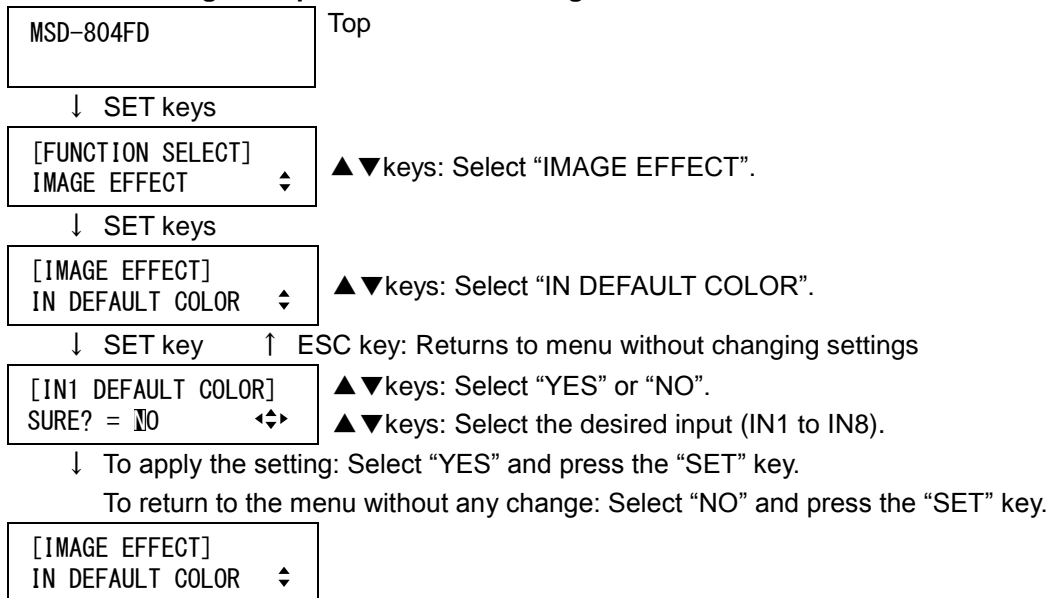 MSD-804FD
Top
↓ SET keys
[FUNCTION SELECT]
IMAGE EFFECT
▲▼keys: Select “IMAGE EFFECT”.
↓ SET keys
[IMAGE EFFECT]
IN DEFAULT COLOR
▲▼keys: Select “IN DEFAULT COLOR”.
↓ SET key ↑ ESC key: Returns to menu without changing settings
[IN1 DEFAULT COLOR]
SURE? = NO
▲▼keys: Select “YES” or “NO”.
▲▼keys: Select the desired input (IN1 to IN8).
↓ To apply the setting: Select “YES” and press the “SET” key.
To return to the menu without any change: Select “NO” and press the “SET” key.
[IMAGE EFFECT]
IN DEFAULT COLOR